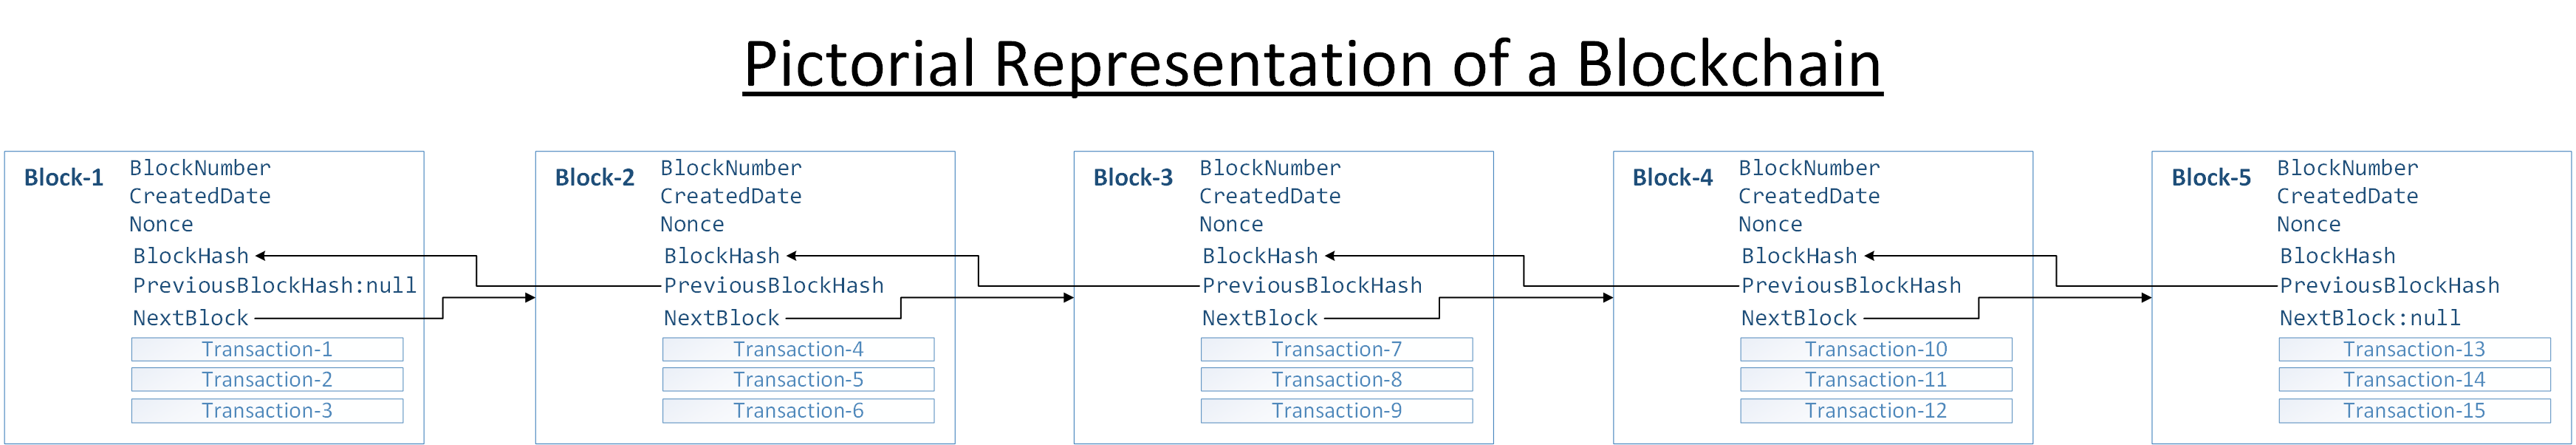 Pictorial Representation of a Blockchain
Block-1
BlockNumber
CreatedDate
Nonce
BlockHash
PreviousBlockHash:null
NextBlock
Transaction-1
Transaction-2
Transaction-3
Block-2
BlockNumber
CreatedDate
Nonce
BlockHash
PreviousBlockHash
NextBlock
Transaction-4
Transaction-5
Transaction-6
Block-3
BlockNumber
CreatedDate
Nonce
BlockHash
PreviousBlockHash
NextBlock
Transaction-7
Transaction-8
Transaction-9
Block-4
BlockNumber
CreatedDate
Nonce
BlockHash
PreviousBlockHash
NextBlock
Transaction-10
Transaction-11
Transaction-12
Block-5
BlockNumber
CreatedDate
Nonce
BlockHash
PreviousBlockHash
NextBlock:null
Transaction-13
Transaction-14
Transaction-15